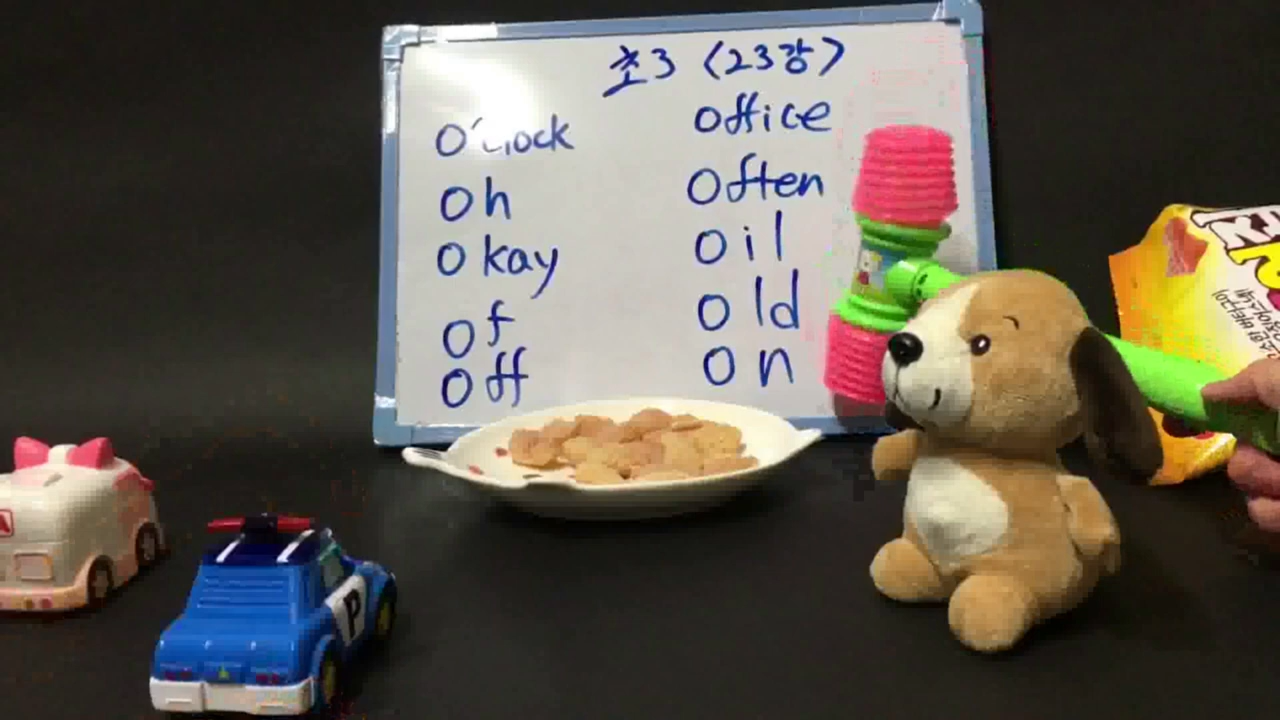 초3 <23강>
O'clock
Oh
Okay
Of
Off
Office
Often
Oil
Old
On
P